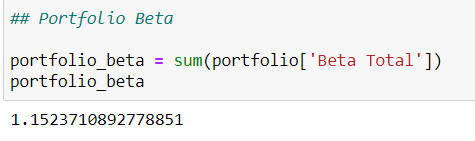 ## Portfolio Beta
portfolio_beta = sum(portfolio['Beta Total'])
portfolio_beta
1.1523710892778851